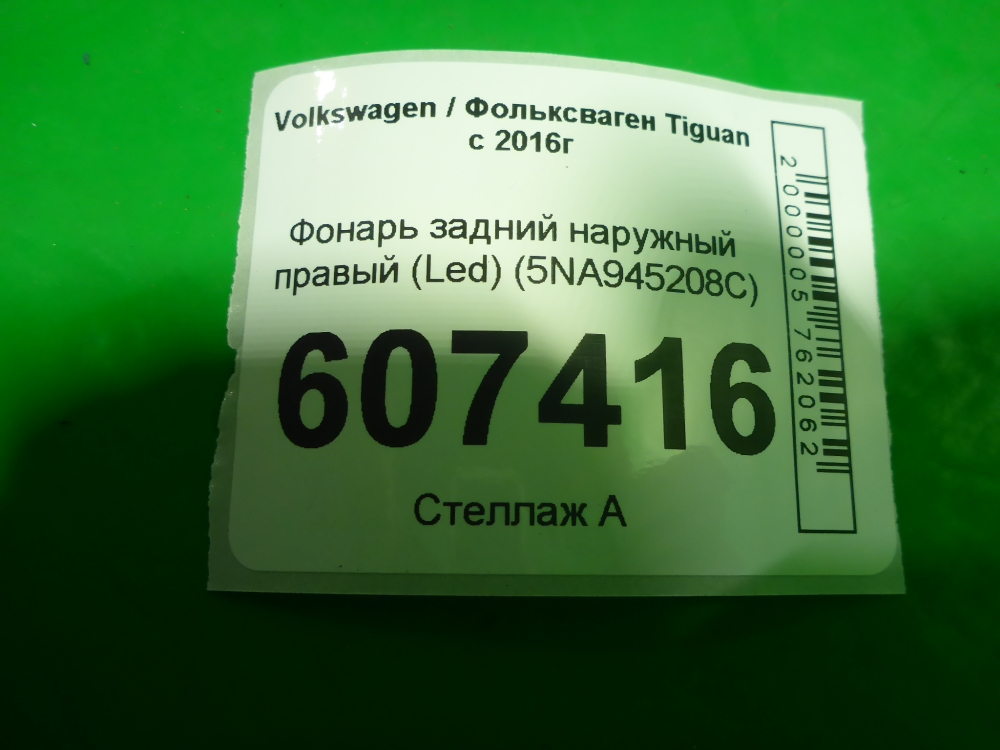 Volkswagen / Фольксваген Tiguan
с 2016г
Фонарь задний наружный
правый (Led) (5NA945208C)
607416
Стеллаж А
2000005762062